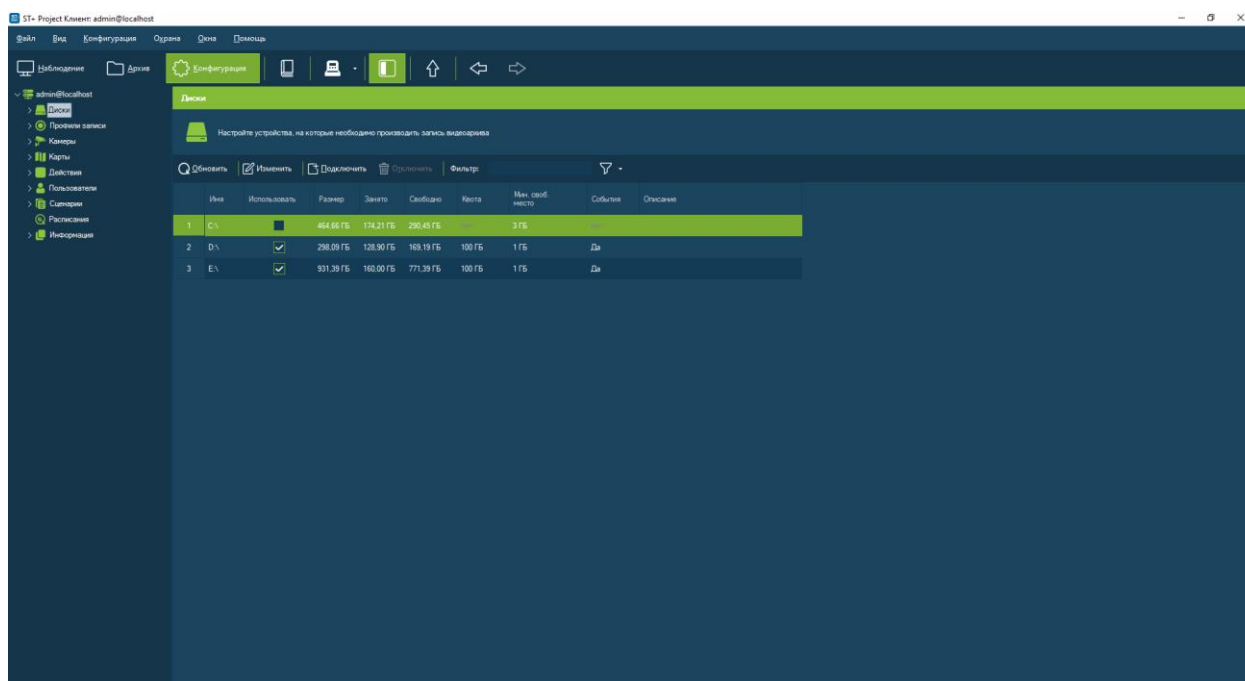 ST+ Project Клиент: admin@localhost
Файл Вид Конфигурация Охрана Окна Помощь
Наблюдение Архив Конфигурация
admin@localhost
Диски
Профили записи
Камеры
Карты
Действия
Пользователи
Сценарии
Расписания
Информация
Диски
Настройте устройства, на которые необходимо производить запись видеоархива
Обновить Изменить Подключить Отключить Фильтр:
Имя Использовать Размер Занято Свободно Квота Мин. своб. место События Описание
1 C:\ 464,66 ГБ 174,21 ГБ 290,45 ГБ 3 ГБ
2 D:\ 298,09 ГБ 128,90 ГБ 169,19 ГБ 100 ГБ 1 ГБ Да
3 E:\ 931,39 ГБ 160,00 ГБ 771,39 ГБ 100 ГБ 1 ГБ Да